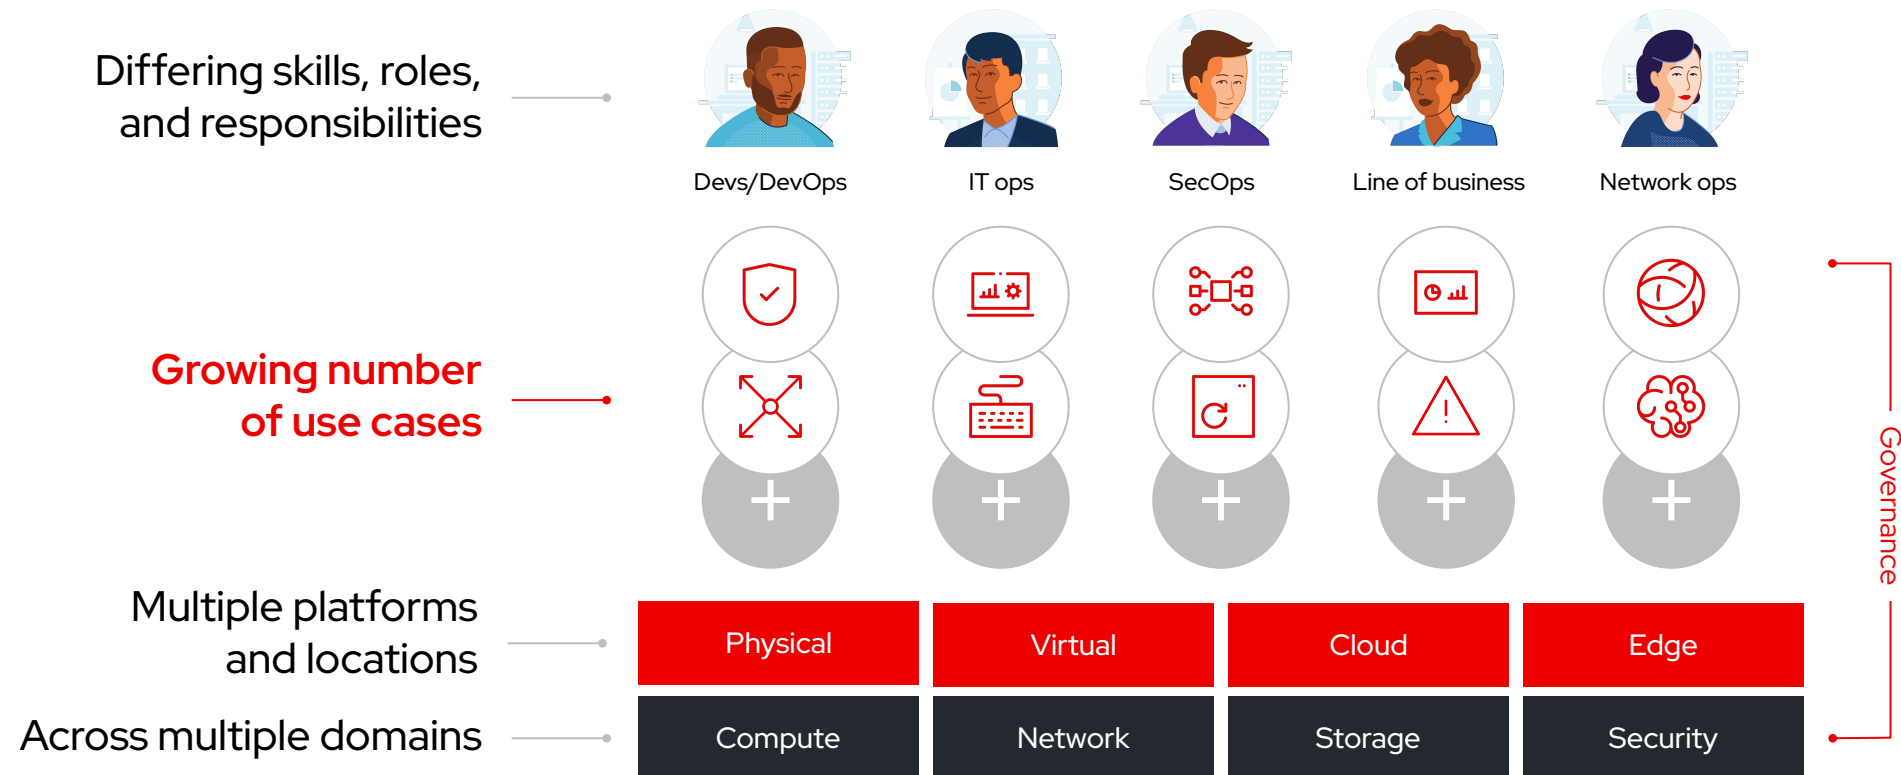 Differing skills, roles,
and responsibilities
Devs/DevOps
IT ops
SecOps
Line of business
Network ops
Growing number
of use cases
Governance
Multiple platforms
and locations
Physical
Virtual
Cloud
Edge
Across multiple domains
Compute
Network
Storage
Security